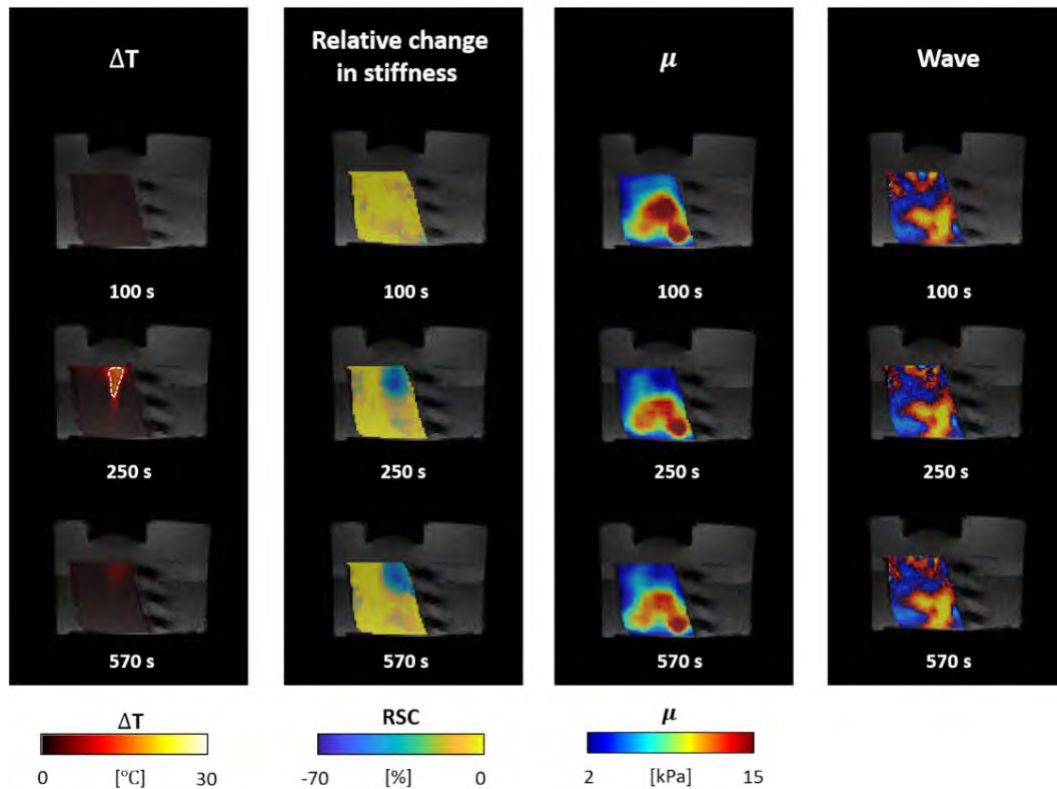 ΔT
Relative change
in stiffness
μ
Wave
100 s
100 s
100 s
100 s
250 s
250 s
250 s
250 s
570 s
570 s
570 s
570 s
ΔT
RSC
μ
0 [°C] 30
-70 [%] 0
2 [kPa] 15